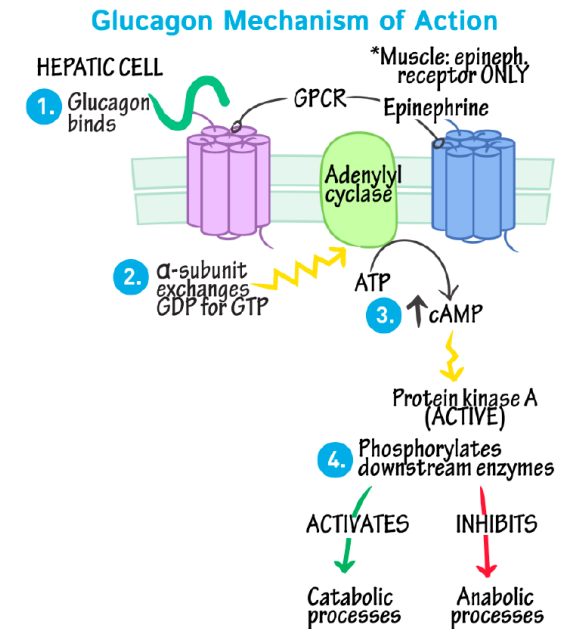 Glucagon Mechanism of Action
HEPATIC CELL
*Muscle: epineph.
receptor ONLY
1. Glucagon
binds
GPCR
Epinephrine
Adenylyl
cyclase
2. α-subunit
exchanges
GDP for GTP
ATP
3. ↑ cAMP
Protein kinase A
(ACTIVE)
4. Phosphorylates
downstream enzymes
ACTIVATES
INHIBITS
Catabolic
processes
Anabolic
processes